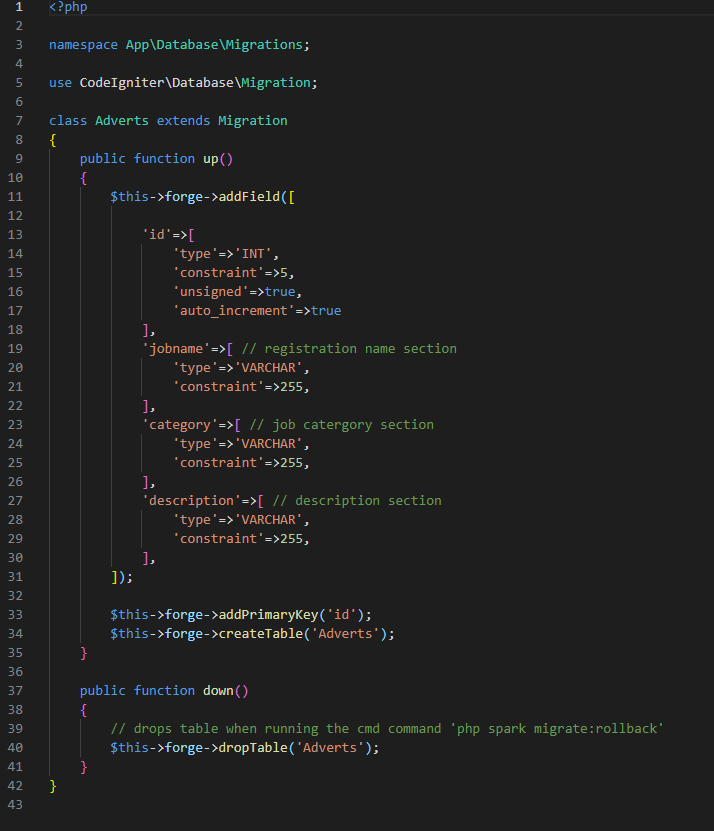 1 <?php
2
3 namespace App\Database\Migrations;
4
5 use CodeIgniter\Database\Migration;
6
7 class Adverts extends Migration
8 {
9     public function up()
10     {
11         $this->forge->addField([
12
13             'id'=>[
14                 'type'=>'INT',
15                 'constraint'=>5,
16                 'unsigned'=>true,
17                 'auto_increment'=>true
18             ],
19             'jobname'=>[ // registration name section
20                 'type'=>'VARCHAR',
21                 'constraint'=>255,
22             ],
23             'category'=>[ // job catergory section
24                 'type'=>'VARCHAR',
25                 'constraint'=>255,
26             ],
27             'description'=>[ // description section
28                 'type'=>'VARCHAR',
29                 'constraint'=>255,
30             ],
31         ]);
32
33         $this->forge->addPrimaryKey('id');
34         $this->forge->createTable('Adverts');
35     }
36
37     public function down()
38     {
39         // drops table when running the cmd command 'php spark migrate:rollback'
40         $this->forge->dropTable('Adverts');
41     }
42 }
43